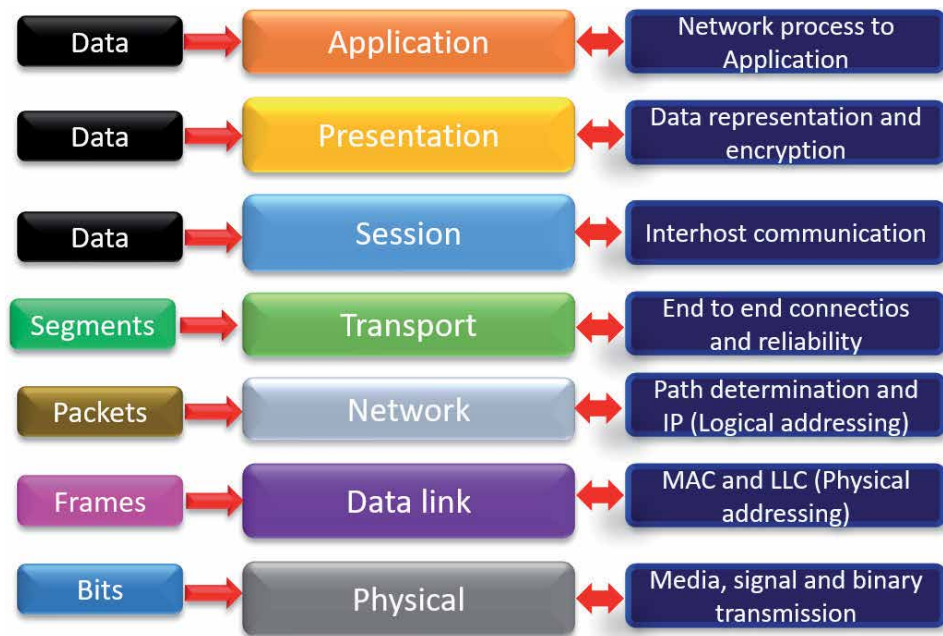 Data
Application
Network process to
Application
Data
Presentation
Data representation and
encryption
Data
Session
Interhost communication
Segments
Transport
End to end connectios
and reliability
Packets
Network
Path determination and
IP (Logical addressing)
Frames
Data link
MAC and LLC (Physical
addressing)
Bits
Physical
Media, signal and binary
transmission